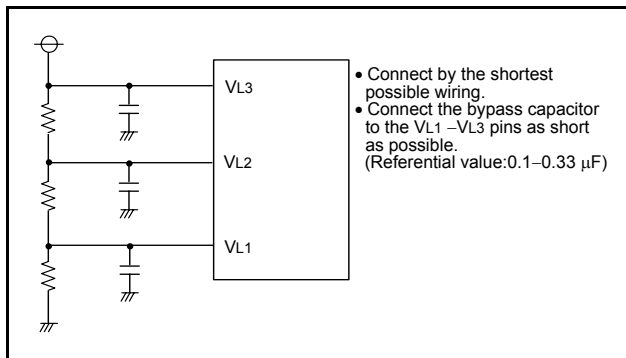 VL3
VL2
VL1
• Connect by the shortest
possible wiring.
• Connect the bypass capacitor
to the VL1 –VL3 pins as short
as possible.
(Referential value:0.1–0.33 μF)